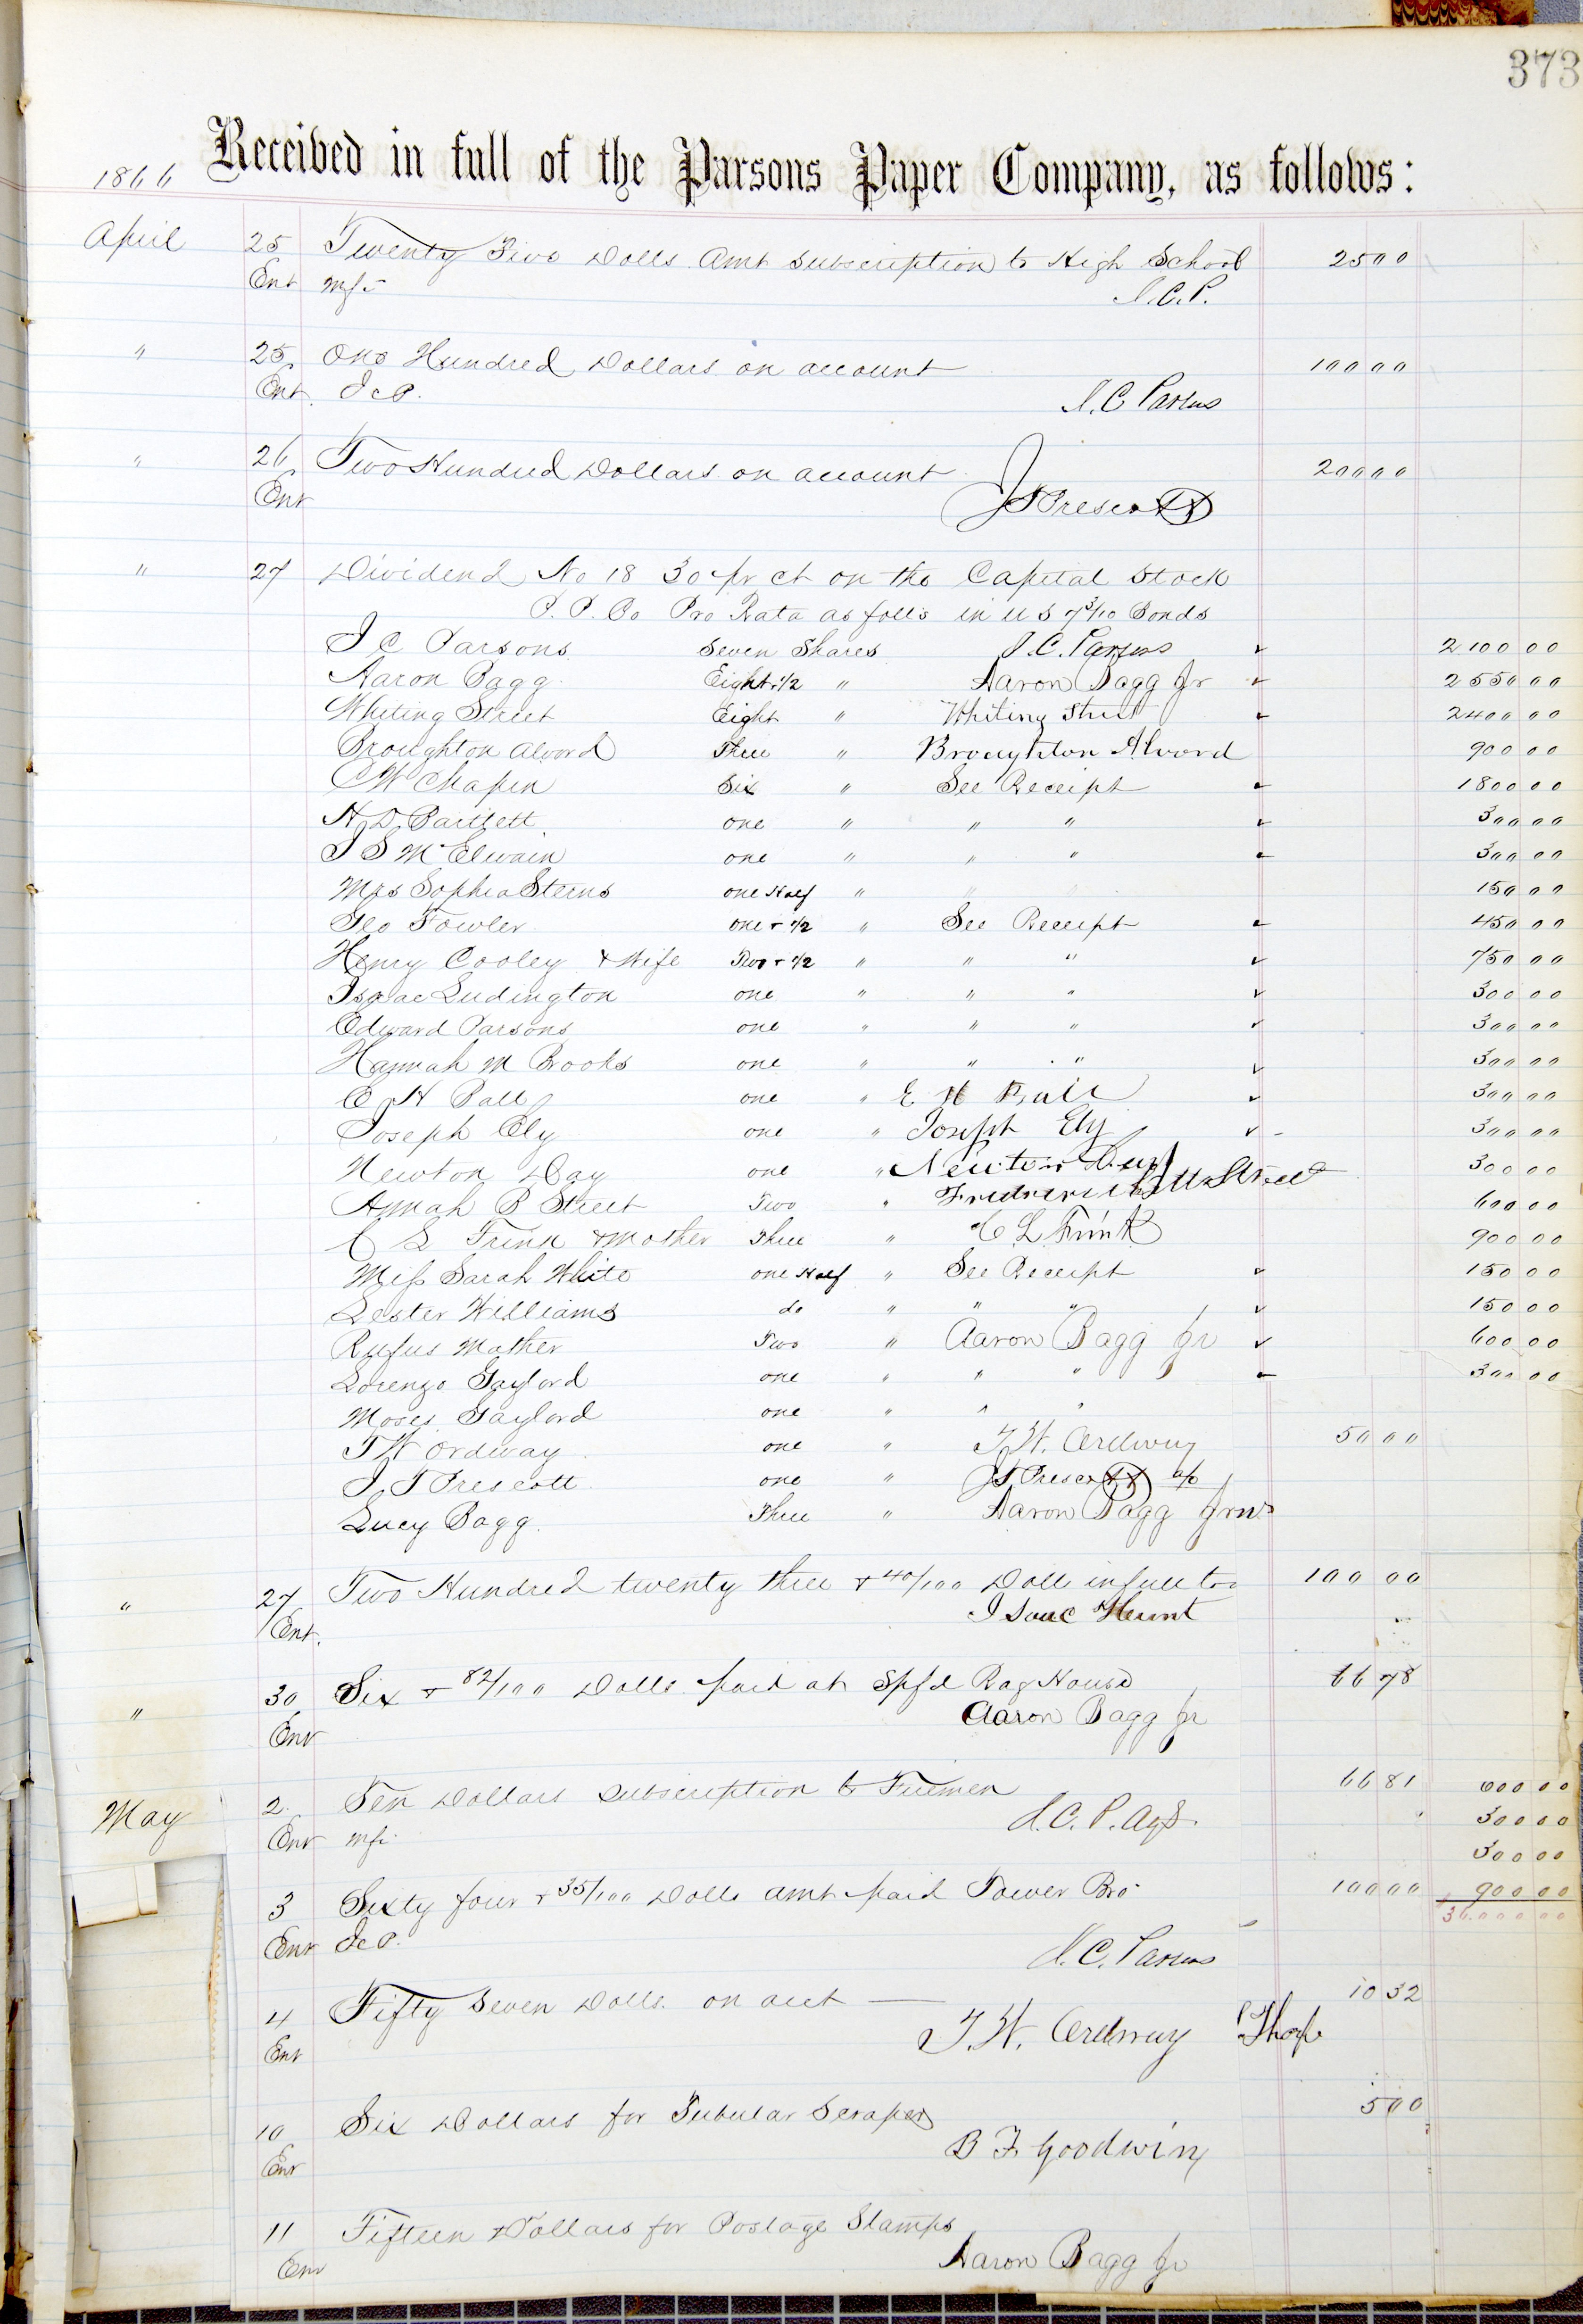 373
1866 Received in full of the Parsons Paper Company, as follows:
April 25 Twenty Five Dolls Amt Subscription to High School 25 00
Ent Mfr J.C.P.
" 25 One Hundred Dollars on account 100 00
Ent. JCP. J.C. Parsons
" 26 Two Hundred Dollars on account 200 00
Ent JTPrescott
" 27 Dividend No 18 30 pr ct on the Capital Stock
P.P.Co Pro Rata as foll's in U S 7 3/10 Bonds
J C Parsons Seven Shares J.C. Parsons ✓ 2100 00
Aaron Bagg. Eight + 1/2 " Aaron Bagg Jr ✓ 2550 00
Whiting Street Eight " Whiting Street ✓ 2400 00
Broughton Alvord Three " Broughton Alvord 900 00
C W Chapin Six " See Receipt ✓ 1800 00
H D Bartlett one " " " ✓ 300 00
J S McElwain one " " " ✓ 300 00
Mrs Sophia Sterns one Half " 150 00
Geo Fowler one + 1/2 " See Receipt ✓ 450 00
Henry Cooley & Wife Two + 1/2 " " " ✓ 750 00
Isaac Ludington one " " " ✓ 300 00
Edward Parsons one " " " ✓ 300 00
Hannah M Brooks one " " " ✓ 300 00
E H Ball one " E H Ball ✓ 300 00
Joseph Ely one " Joseph Ely ✓ 300 00
Newton Day one " Newton Day 300 00
Annah B Street Two " Street 600 00
C L Frink & Mother Three " C L Frink 900 00
Miss Sarah White one Half " See Receipt ✓ 150 00
Lester Williams do " " " ✓ 150 00
Rufus Mather Two " Aaron Bagg Jr ✓ 600 00
Lorenzo Gaylord one " " " ✓ 300 00
Moses Gaylord one " " "
T W Ordway one " T.W. Ordway 50 00
J T Prescott one " JT Prescott
Lucy Bagg. Three " Aaron Bagg Jr
" 27 Two Hundred twenty three + 40/100 Doll in full to 100 00
Ent. Isaac Hunt
" 30 Six + 82/100 Dolls paid at Spfd Rag House 66 78
Ent Aaron Bagg Jr
May 2. Ten Dollars Subscription to Firemen 66 81 600 00
Ent Mfr. J.C.P. Agt. 300 00
300 00
3 Sixty four + 35/100 Dolls Amt paid Tower Bro 100 00 900 00
Ent JCP. J.C. Parsons
4 Fifty Seven Dolls. on acct 10 32
Ent T.W. Ordway
10 Six Dollars for Tubular Scraper 5 00
Ent B F Goodwin
11 Fifteen Dollars for Postage Stamps
Ent Aaron Bagg Jr